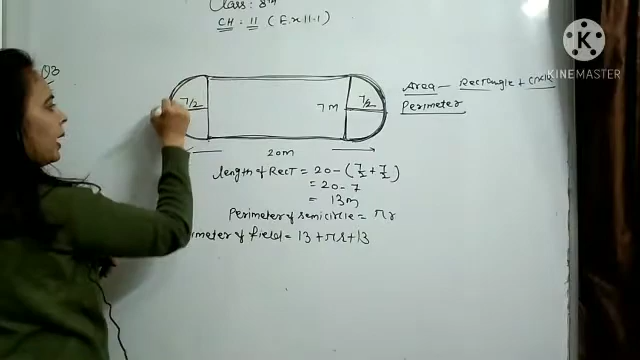 Class: 8th
CH: 11 (Ex 11.1)
Q3
7/2
7 M
7/2
20m
Area - Rectangle + Circle
Perimeter
length of RecT = 20 - (7/2 + 7/2)
= 20 - 7
= 13m
Perimeter of semicircle = πr
imeter of field = 13 + πr + 13
KINEMASTER